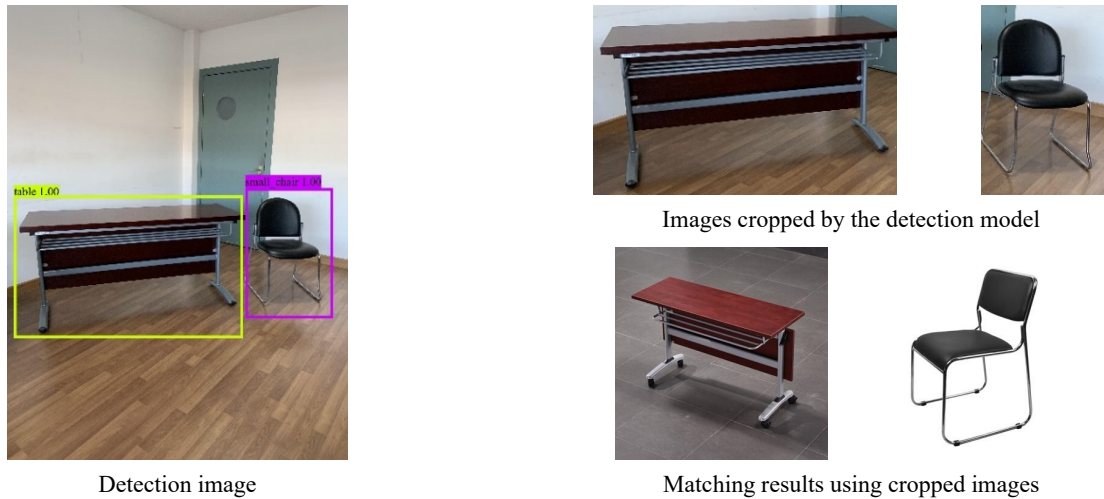 table 1.00
small_chair 1.00
Detection image
Images cropped by the detection model
Matching results using cropped images